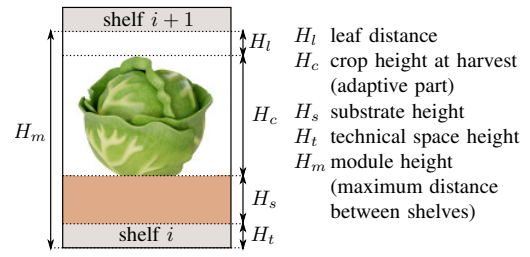 shelf i + 1
H_l
H_c
H_m
H_s
shelf i
H_t
H_l leaf distance
H_c crop height at harvest
(adaptive part)
H_s substrate height
H_t technical space height
H_m module height
(maximum distance
between shelves)